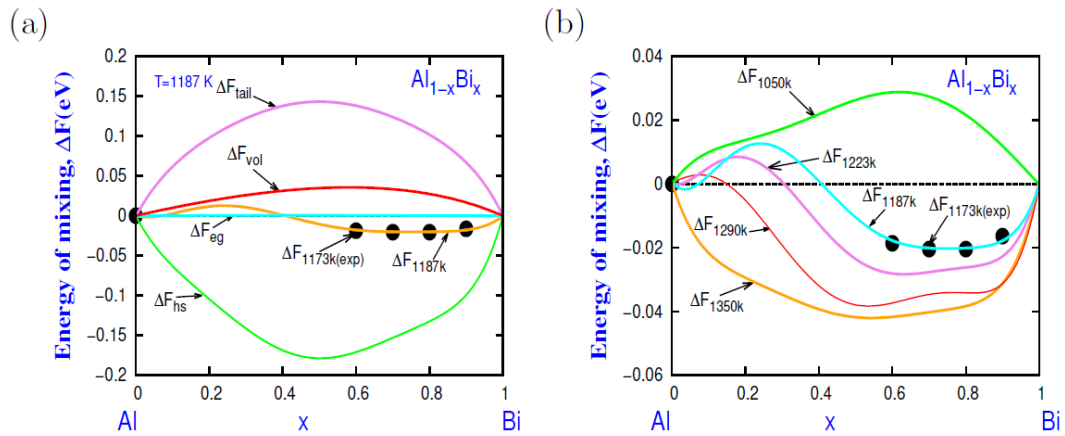 (a)
Energy of mixing, ΔF(eV)
0.2
0.15
0.1
0.05
0
−0.05
−0.1
−0.15
−0.2
T=1187 K
Al1−xBix
ΔFtail
ΔFvol
ΔFeg
ΔF1173k(exp)
ΔF1187k
ΔFhs
0 0.2 0.4 0.6 0.8 1
Al x Bi
(b)
Energy of mixing, ΔF(eV)
0.04
0.02
0
−0.02
−0.04
−0.06
Al1−xBix
ΔF1050k
ΔF1223k
ΔF1187k
ΔF1173k(exp)
ΔF1290k
ΔF1350k
0 0.2 0.4 0.6 0.8 1
Al x Bi